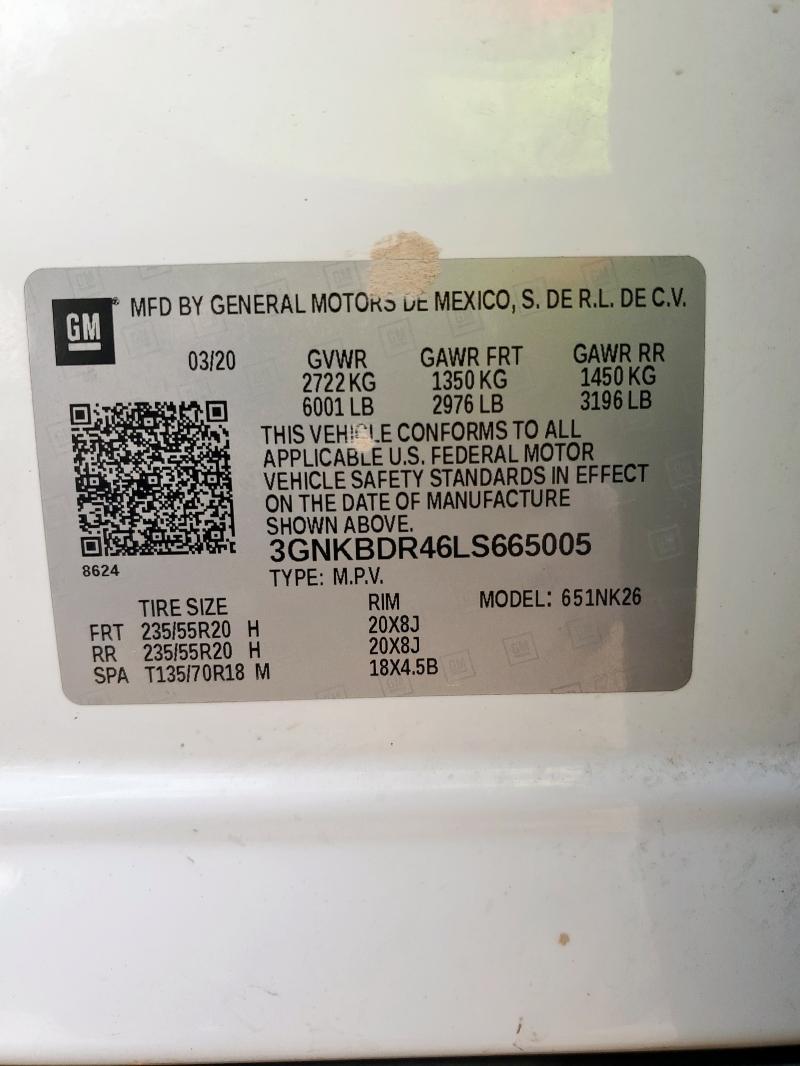 GM ® MFD BY GENERAL MOTORS DE MEXICO, S. DE R.L. DE C.V.
03/20 GVWR GAWR FRT GAWR RR
2722 KG 1350 KG 1450 KG
6001 LB 2976 LB 3196 LB
THIS VEHICLE CONFORMS TO ALL
APPLICABLE U.S. FEDERAL MOTOR
VEHICLE SAFETY STANDARDS IN EFFECT
ON THE DATE OF MANUFACTURE
SHOWN ABOVE.
3GNKBDR46LS665005
8624
TYPE: M.P.V.
TIRE SIZE RIM MODEL: 651NK26
FRT 235/55R20 H 20X8J
RR 235/55R20 H 20X8J
SPA T135/70R18 M 18X4.5B